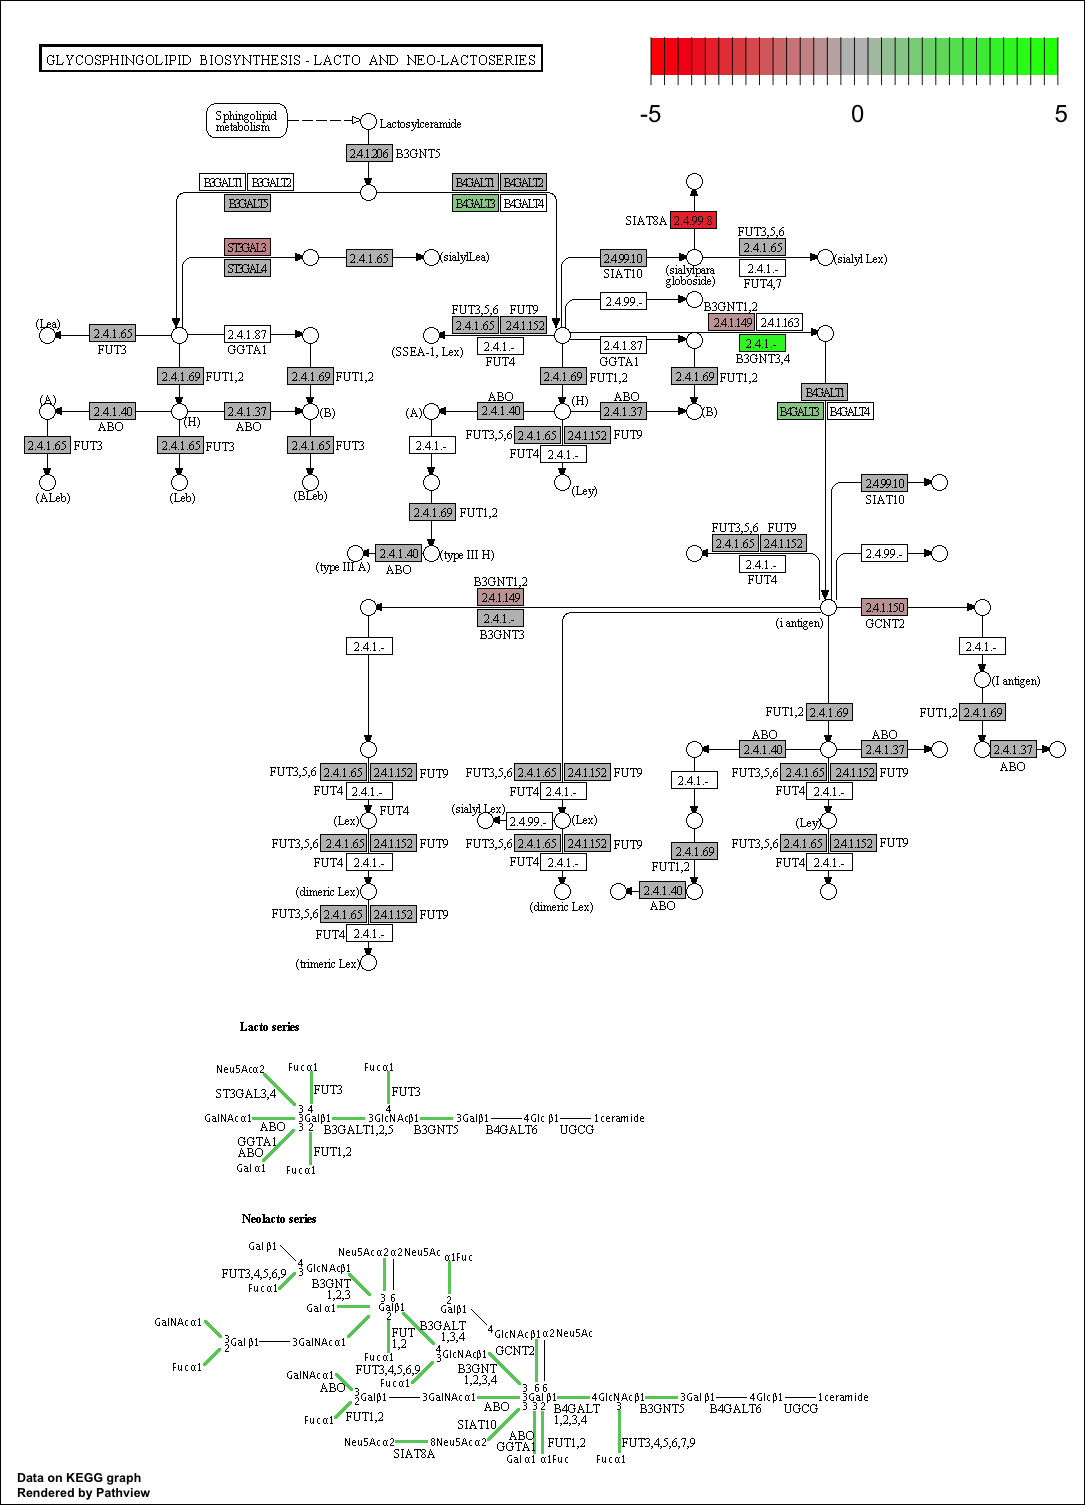 GLYCOSPHINGOLIPID BIOSYNTHESIS - LACTO AND NEO-LACTOSERIES
-5 0 5
Sphingolipid
metabolism
Lactosylceramide
2.4.1.206 B3GNT5
B3GALT1 B3GALT2
B3GALT5
B4GALT1 B4GALT2
B4GALT3 B4GALT4
SIAT8A 2.4.99.8
ST3GAL3
ST3GAL4
2.4.1.65
(sialylLea)
2.4.99.10
SIAT10
(sialylpara
globoside)
FUT3,5,6
2.4.1.65
2.4.1.-
FUT4,7
(sialyl Lex)
2.4.99.-
(Lea)
2.4.1.65
FUT3
2.4.1.87
GGTA1
FUT3,5,6 FUT9
2.4.1.65 2.4.1.152
2.4.1.-
FUT4
(SSEA-1, Lex)
2.4.1.87
GGTA1
B3GNT1,2
2.4.1.149 2.4.1.163
2.4.1.-
B3GNT3,4
2.4.1.69 FUT1,2
2.4.1.69 FUT1,2
2.4.1.69 FUT1,2
2.4.1.69 FUT1,2
B4GALT1
B4GALT3 B4GALT4
(A)
2.4.1.40
ABO
(H)
2.4.1.37
ABO
(B)
(A)
ABO
2.4.1.40
(H)
ABO
2.4.1.37
(B)
2.4.1.65 FUT3
2.4.1.65 FUT3
2.4.1.65 FUT3
2.4.1.-
FUT3,5,6 2.4.1.65 2.4.1.152 FUT9
FUT4 2.4.1.-
(ALeb)
(Leb)
(BLeb)
(Ley)
2.4.99.10
SIAT10
2.4.1.69 FUT1,2
(type III A)
2.4.1.40
ABO
(type III H)
FUT3,5,6 FUT9
2.4.1.65 2.4.1.152
2.4.1.-
FUT4
2.4.99.-
B3GNT1,2
2.4.1.149
2.4.1.-
B3GNT3
(i antigen)
2.4.1.150
GCNT2
2.4.1.-
2.4.1.-
(I antigen)
FUT1,2 2.4.1.69
FUT1,2 2.4.1.69
ABO
2.4.1.40
ABO
2.4.1.37
2.4.1.37
ABO
FUT3,5,6 2.4.1.65 2.4.1.152 FUT9
FUT4 2.4.1.-
FUT3,5,6 2.4.1.65 2.4.1.152 FUT9
FUT4 2.4.1.-
2.4.1.-
FUT3,5,6 2.4.1.65 2.4.1.152 FUT9
FUT4 2.4.1.-
(Lex)
FUT4
(sialyl Lex)
2.4.99.-
(Lex)
(Ley)
FUT3,5,6 2.4.1.65 2.4.1.152 FUT9
FUT4 2.4.1.-
FUT3,5,6 2.4.1.65 2.4.1.152 FUT9
FUT4 2.4.1.-
2.4.1.69
FUT1,2
FUT3,5,6 2.4.1.65 2.4.1.152 FUT9
FUT4 2.4.1.-
(dimeric Lex)
(dimeric Lex)
2.4.1.40
ABO
FUT3,5,6 2.4.1.65 2.4.1.152 FUT9
FUT4 2.4.1.-
(trimeric Lex)
Lacto series
Neu5Acα2 Fucα1 Fucα1
ST3GAL3,4 FUT3 FUT3
3 4 4
GalNAcα1 3Galβ1 3GlcNAcβ1 3Galβ1 4Glcβ1 1ceramide
ABO 3 2 B3GALT1,2,5 B3GNT5 B4GALT6 UGCG
GGTA1
ABO FUT1,2
Galα1 Fucα1
Neolacto series
Galβ1 Neu5Acα2 α2Neu5Ac α1Fuc
4
3 GlcNAcβ1
FUT3,4,5,6,9
Fucα1
B3GNT
1,2,3
3 6
Galα1 Galβ1
2
2
Galβ1
GalNAcα1
3
2 Galβ1 3GalNAcα1
Fucα1
FUT
1,2
Fucα1
B3GALT
1,3,4
4GlcNAcβ1 α2Neu5Ac
GCNT2
4
3 GlcNAcβ1
FUT3,4,5,6,9
Fucα1
B3GNT
1,2,3,4
GalNAcα1
ABO
3 6 6
3
2 Galβ1 3GalNAcα1 3Galβ1 4GlcNAcβ1 3Galβ1 4Glcβ1 1ceramide
ABO 3 3 2 B4GALT 3 B3GNT5 B4GALT6 UGCG
1,2,3,4
Fucα1 FUT1,2
SIAT10
Neu5Acα2 8Neu5Acα2
SIAT8A
ABO
GGTA1
FUT1,2
Galα1 α1Fuc
FUT3,4,5,6,7,9
Fucα1
Data on KEGG graph
Rendered by Pathview